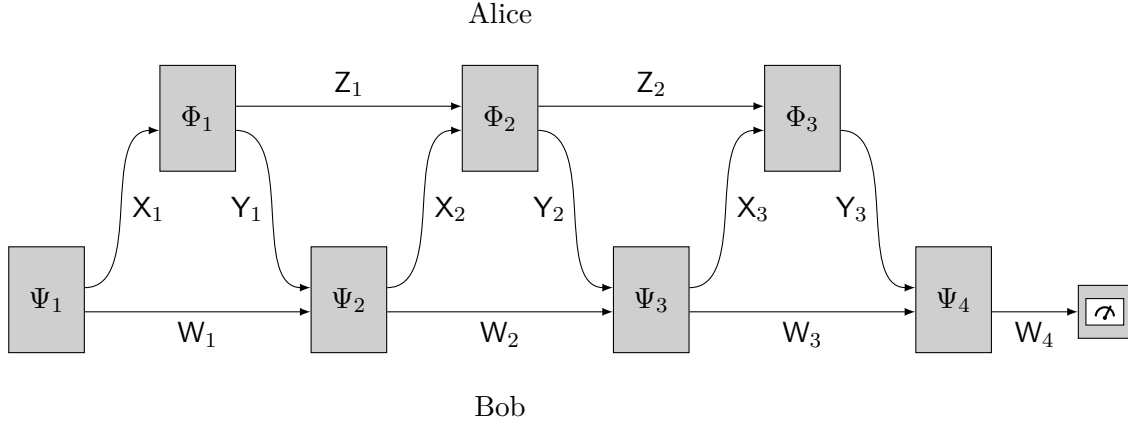 Alice
Φ₁ Z₁ Φ₂ Z₂ Φ₃
X₁ Y₁ X₂ Y₂ X₃ Y₃
Ψ₁ Ψ₂ Ψ₃ Ψ₄
W₁ W₂ W₃ W₄
Bob